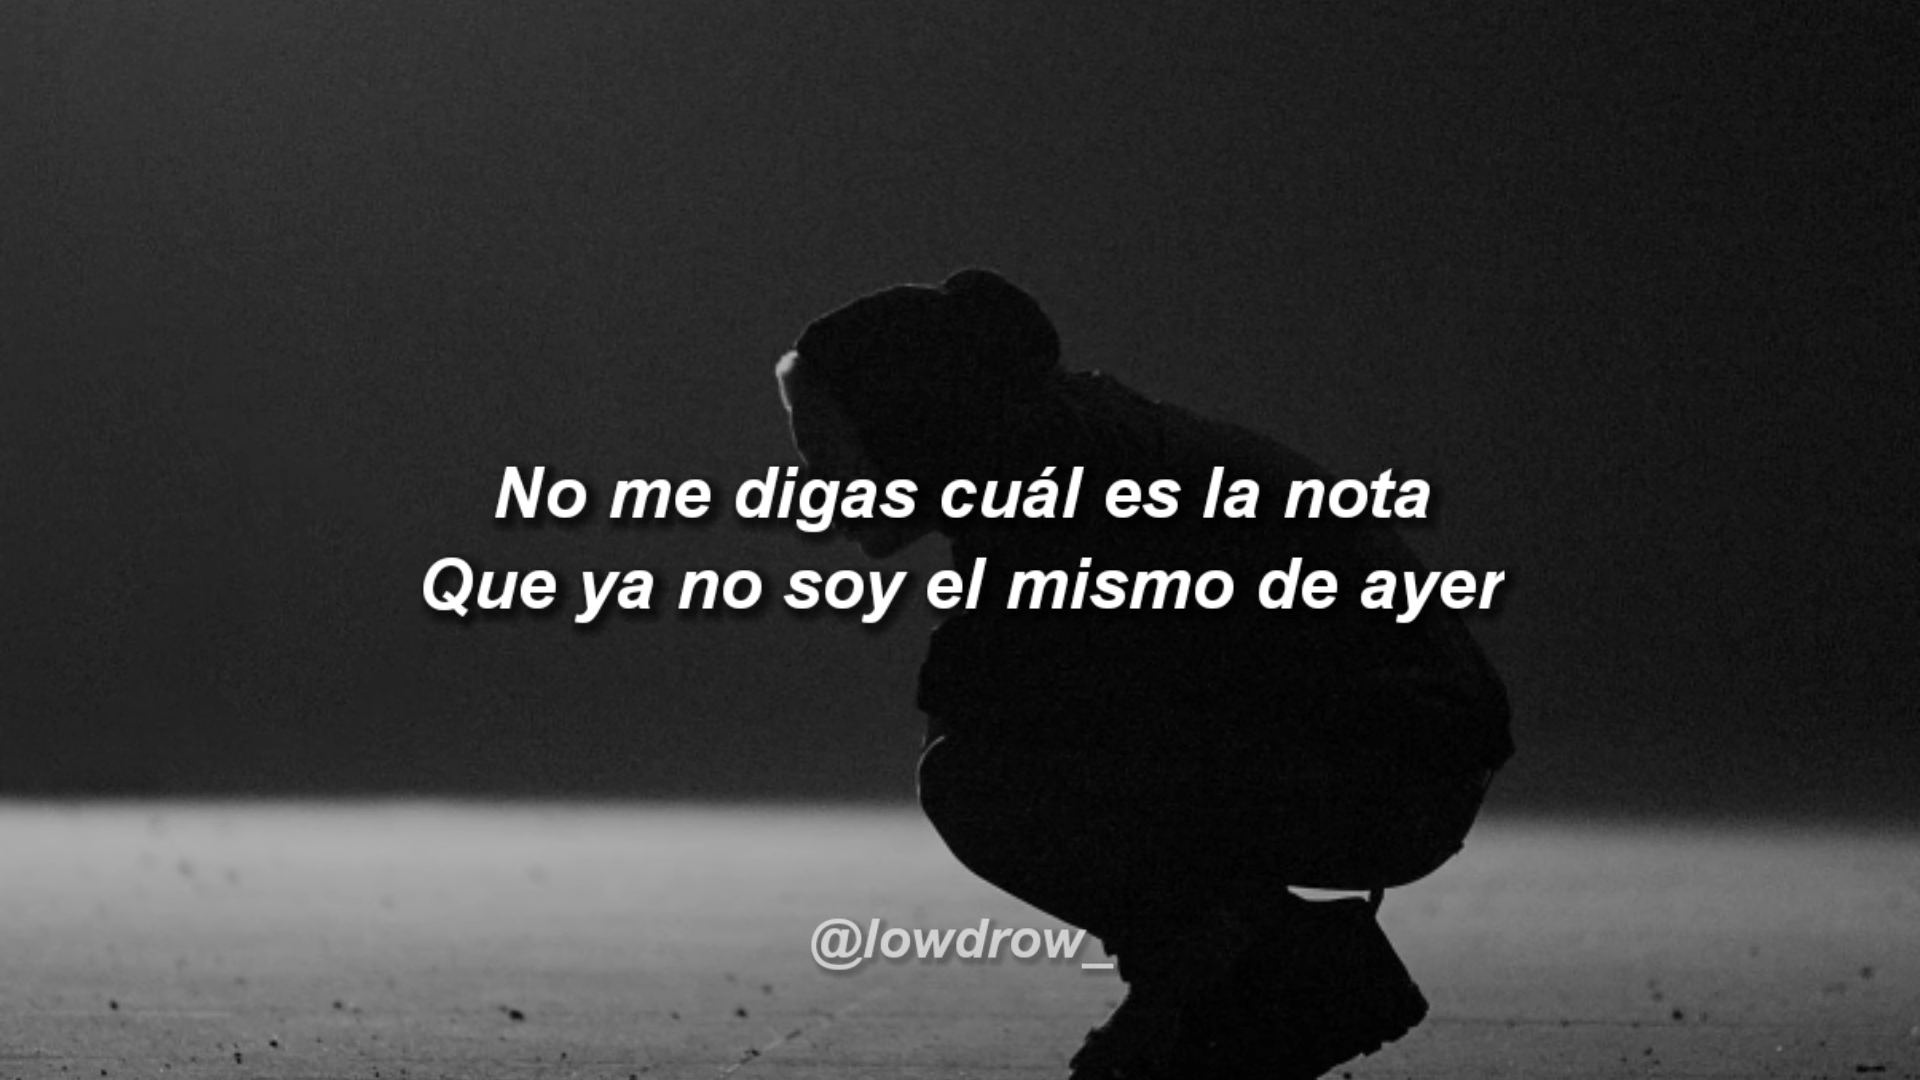 No me digas cuál es la nota
Que ya no soy el mismo de ayer
@lowdrow_